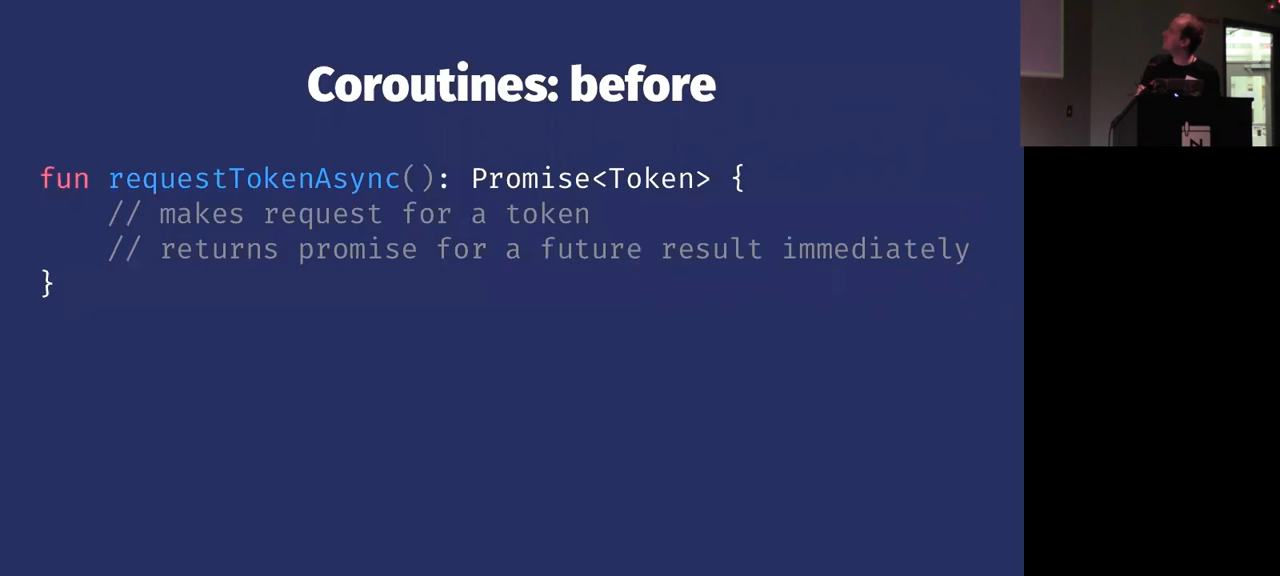 Coroutines: before
fun requestTokenAsync(): Promise<Token> {
    // makes request for a token
    // returns promise for a future result immediately
}